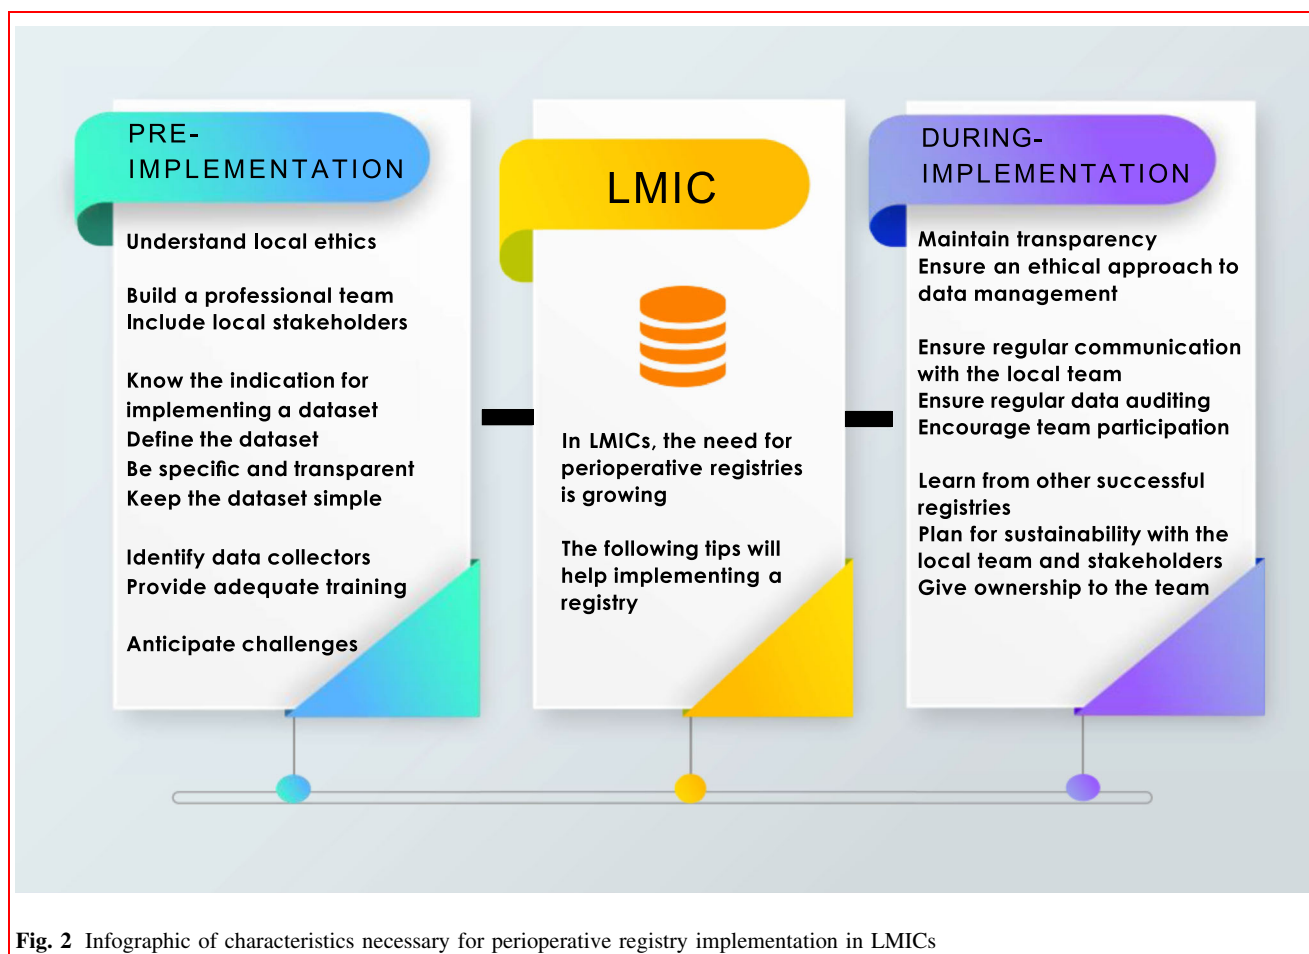 PRE-
IMPLEMENTATION
Understand local ethics
Build a professional team
Include local stakeholders
Know the indication for
implementing a dataset
Define the dataset
Be specific and transparent
Keep the dataset simple
Identify data collectors
Provide adequate training
Anticipate challenges
LMIC
In LMICs, the need for
perioperative registries
is growing
The following tips will
help implementing a
registry
DURING-
IMPLEMENTATION
Maintain transparency
Ensure an ethical approach to
data management
Ensure regular communication
with the local team
Ensure regular data auditing
Encourage team participation
Learn from other successful
registries
Plan for sustainability with the
local team and stakeholders
Give ownership to the team
Fig. 2 Infographic of characteristics necessary for perioperative registry implementation in LMICs